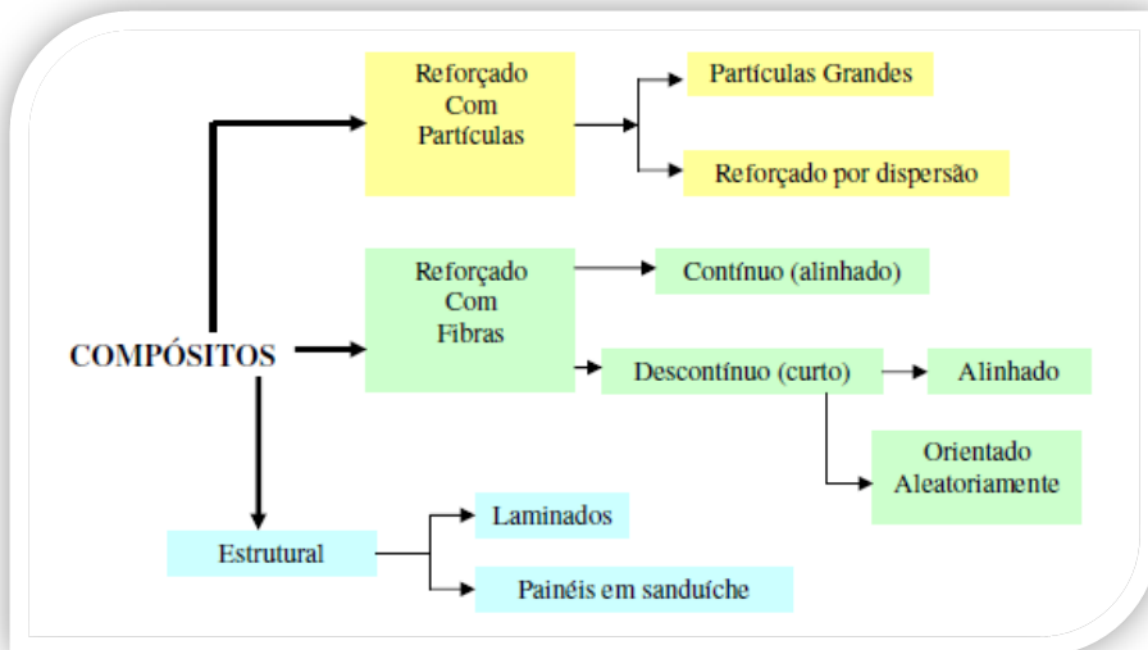 Reforçado
Com
Partículas
Partículas Grandes
Reforçado por dispersão
Reforçado
Com
Fibras
Contínuo (alinhado)
COMPÓSITOS
Descontínuo (curto)
Alinhado
Orientado
Aleatoriamente
Estrutural
Laminados
Painéis em sanduíche